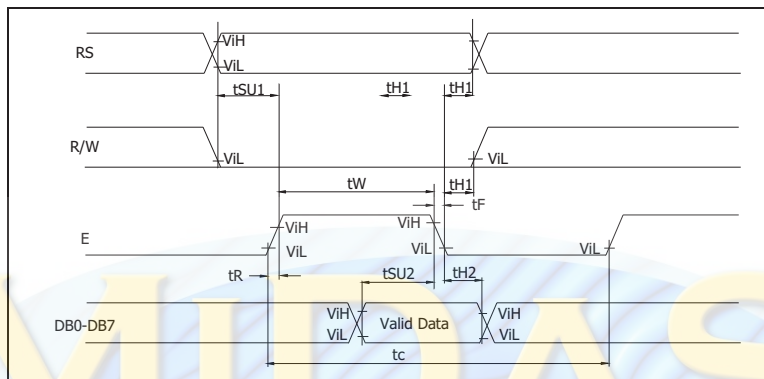 RS
ViH
ViL
tSU1
tH1
tH1
R/W
ViL
ViL
tW
tH1
tF
E
ViH
ViH
ViL
ViL
ViL
tR
tSU2
tH2
DB0-DB7
ViH
ViL
Valid Data
ViH
ViL
tc
MIDAS